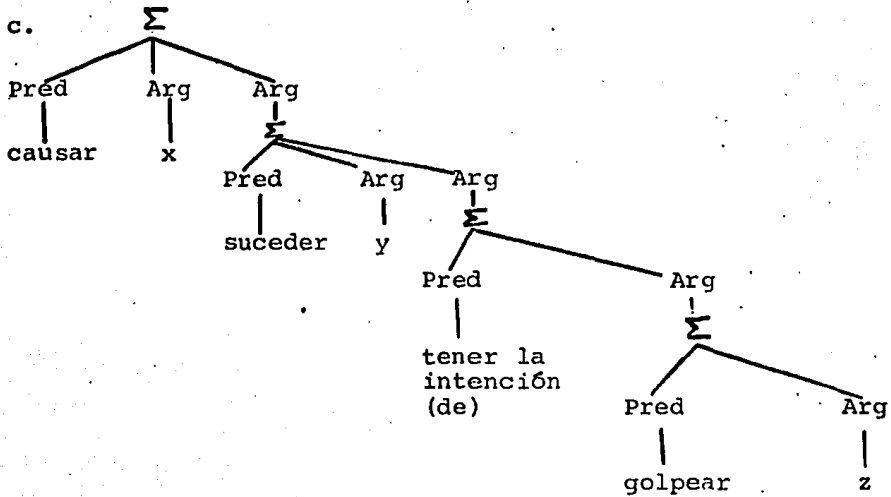 c.
Σ
Pred Arg Arg
causar x Σ
Pred Arg Arg
suceder y Σ
Pred Arg
tener la
intención
(de)
Σ
Pred Arg
golpear z